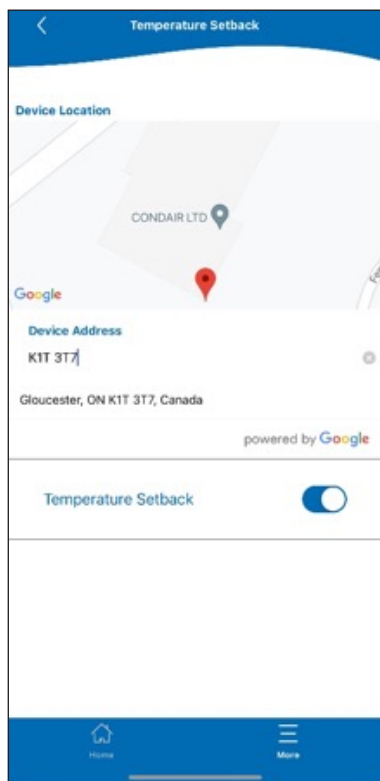 Temperature Setback
Device Location
CONDAIR LTD
Google
Device Address
K1T 3T7
Gloucester, ON K1T 3T7, Canada
powered by Google
Temperature Setback
Home
More